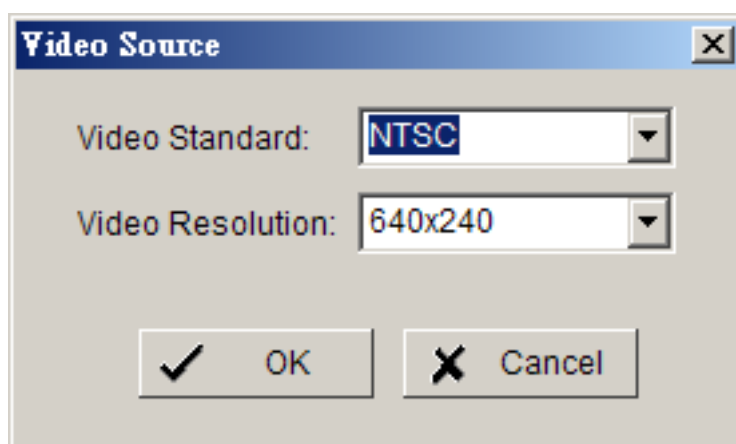 Video Source
Video Standard: NTSC
Video Resolution: 640x240
OK Cancel